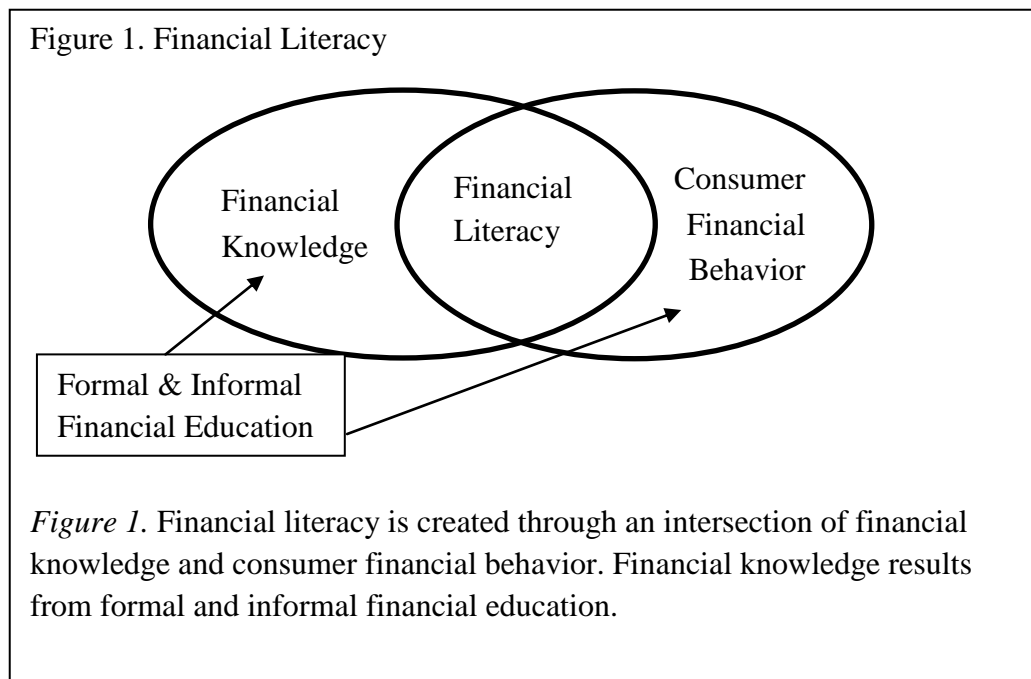 Figure 1. Financial Literacy
Financial
Knowledge
Financial
Literacy
Consumer
Financial
Behavior
Formal & Informal
Financial Education
Figure 1. Financial literacy is created through an intersection of financial
knowledge and consumer financial behavior. Financial knowledge results
from formal and informal financial education.